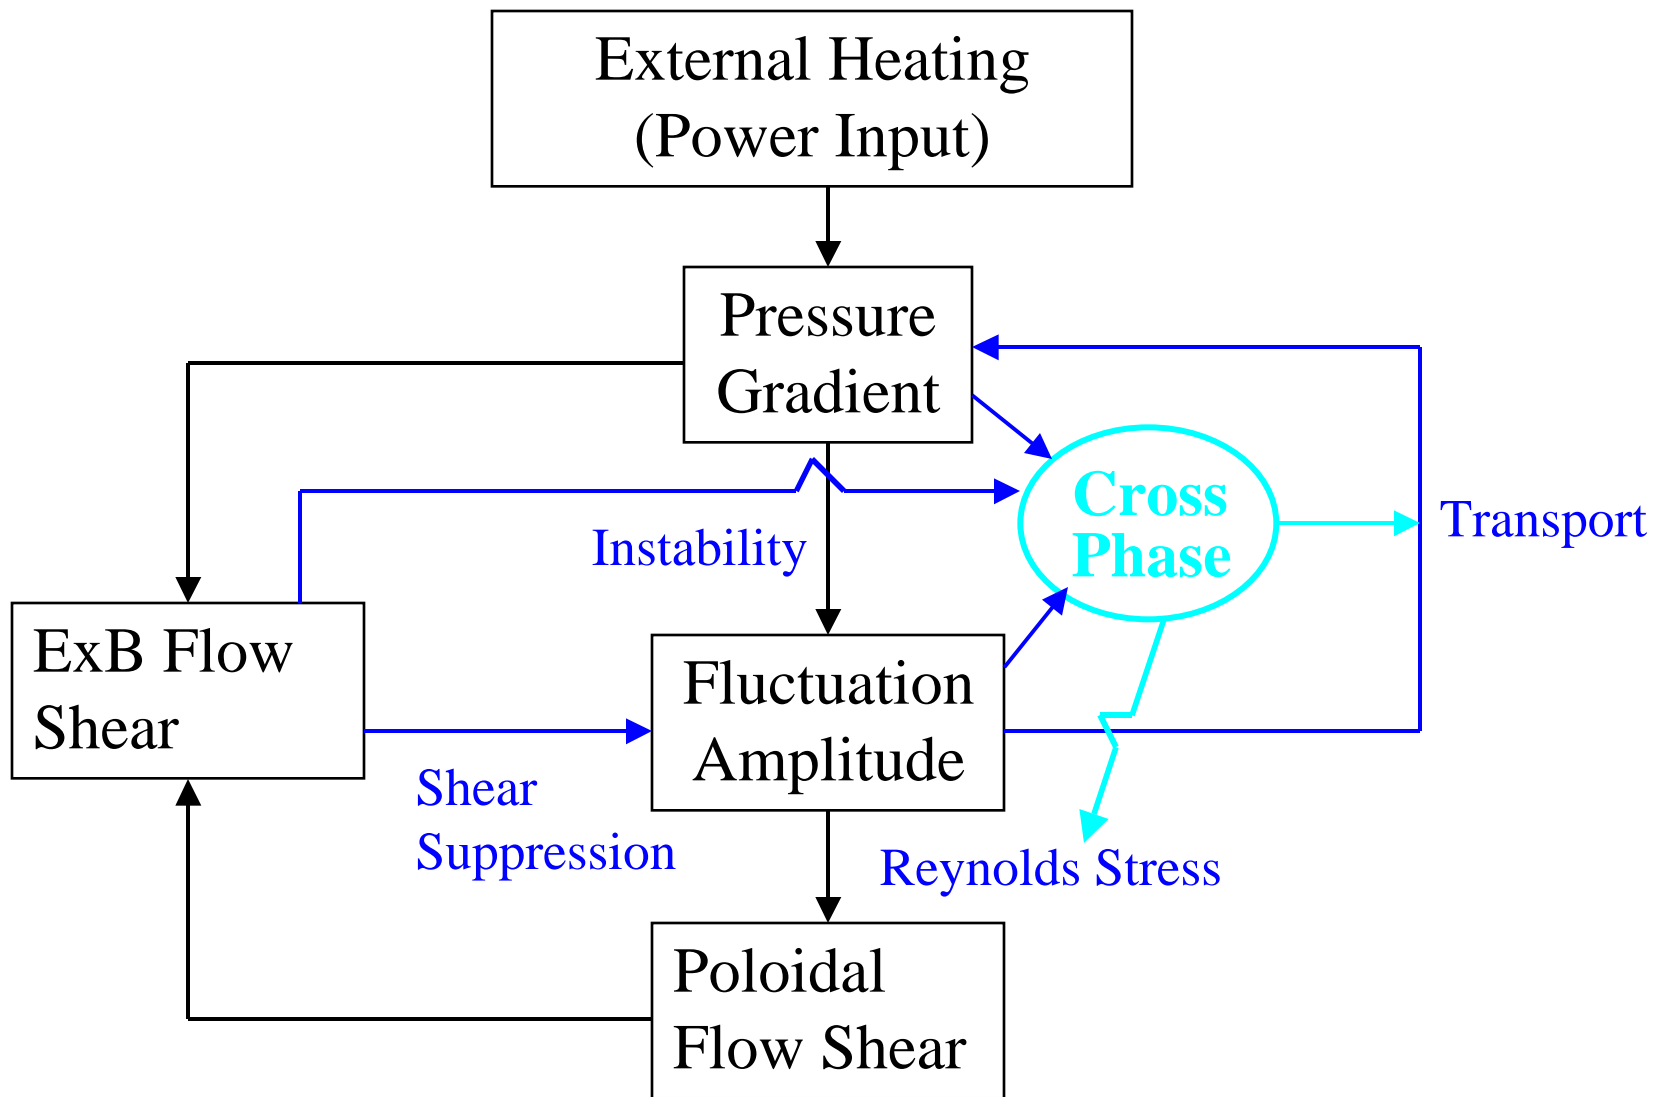 External Heating
(Power Input)
Pressure
Gradient
Cross
Phase
Transport
Instability
ExB Flow
Shear
Fluctuation
Amplitude
Shear
Suppression
Reynolds Stress
Poloidal
Flow Shear